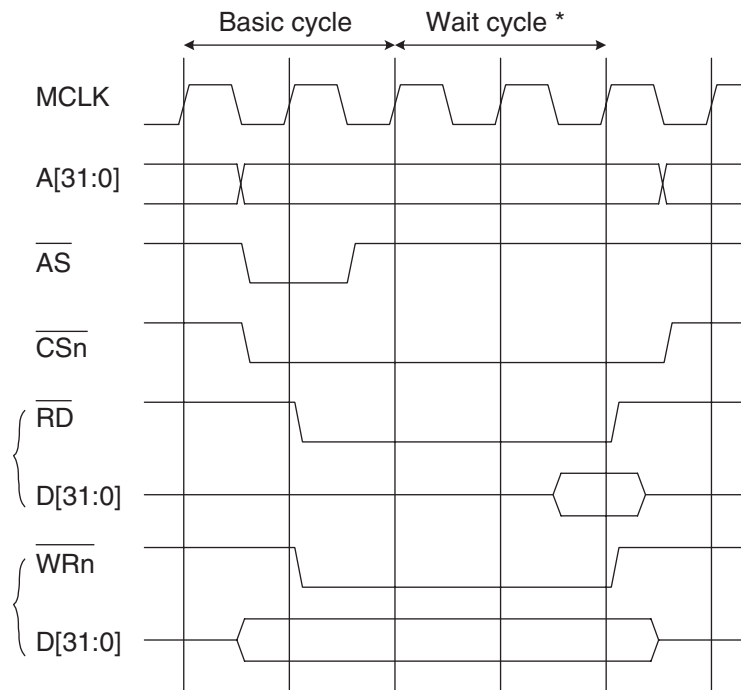 Basic cycle Wait cycle *
MCLK
A[31:0]
AS
CSn
RD
D[31:0]
WRn
D[31:0]